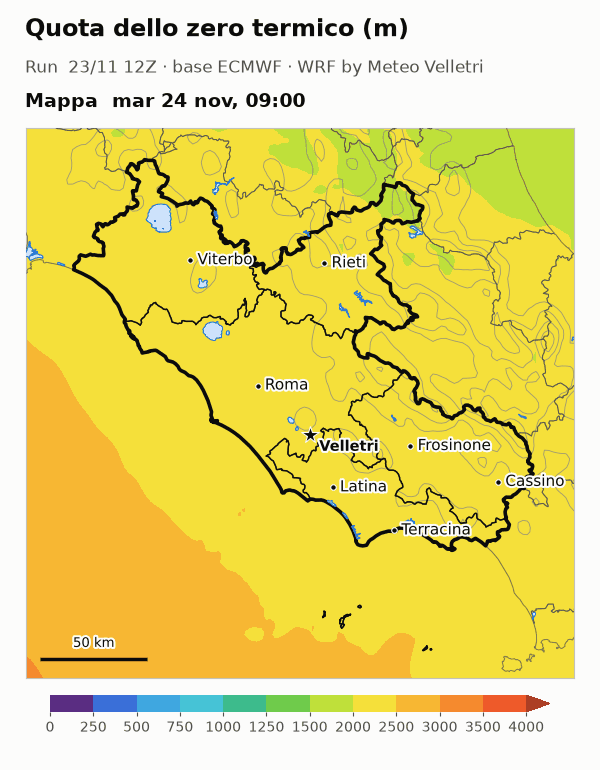 Quota dello zero termico (m)
Run 23/11 12Z · base ECMWF · WRF by Meteo Velletri
Mappa mar 24 nov, 09:00
Viterbo
Rieti
Roma
Velletri
Frosinone
Latina
Cassino
Terracina
50 km
0 250 500 750 1000 1250 1500 2000 2500 3000 3500 4000